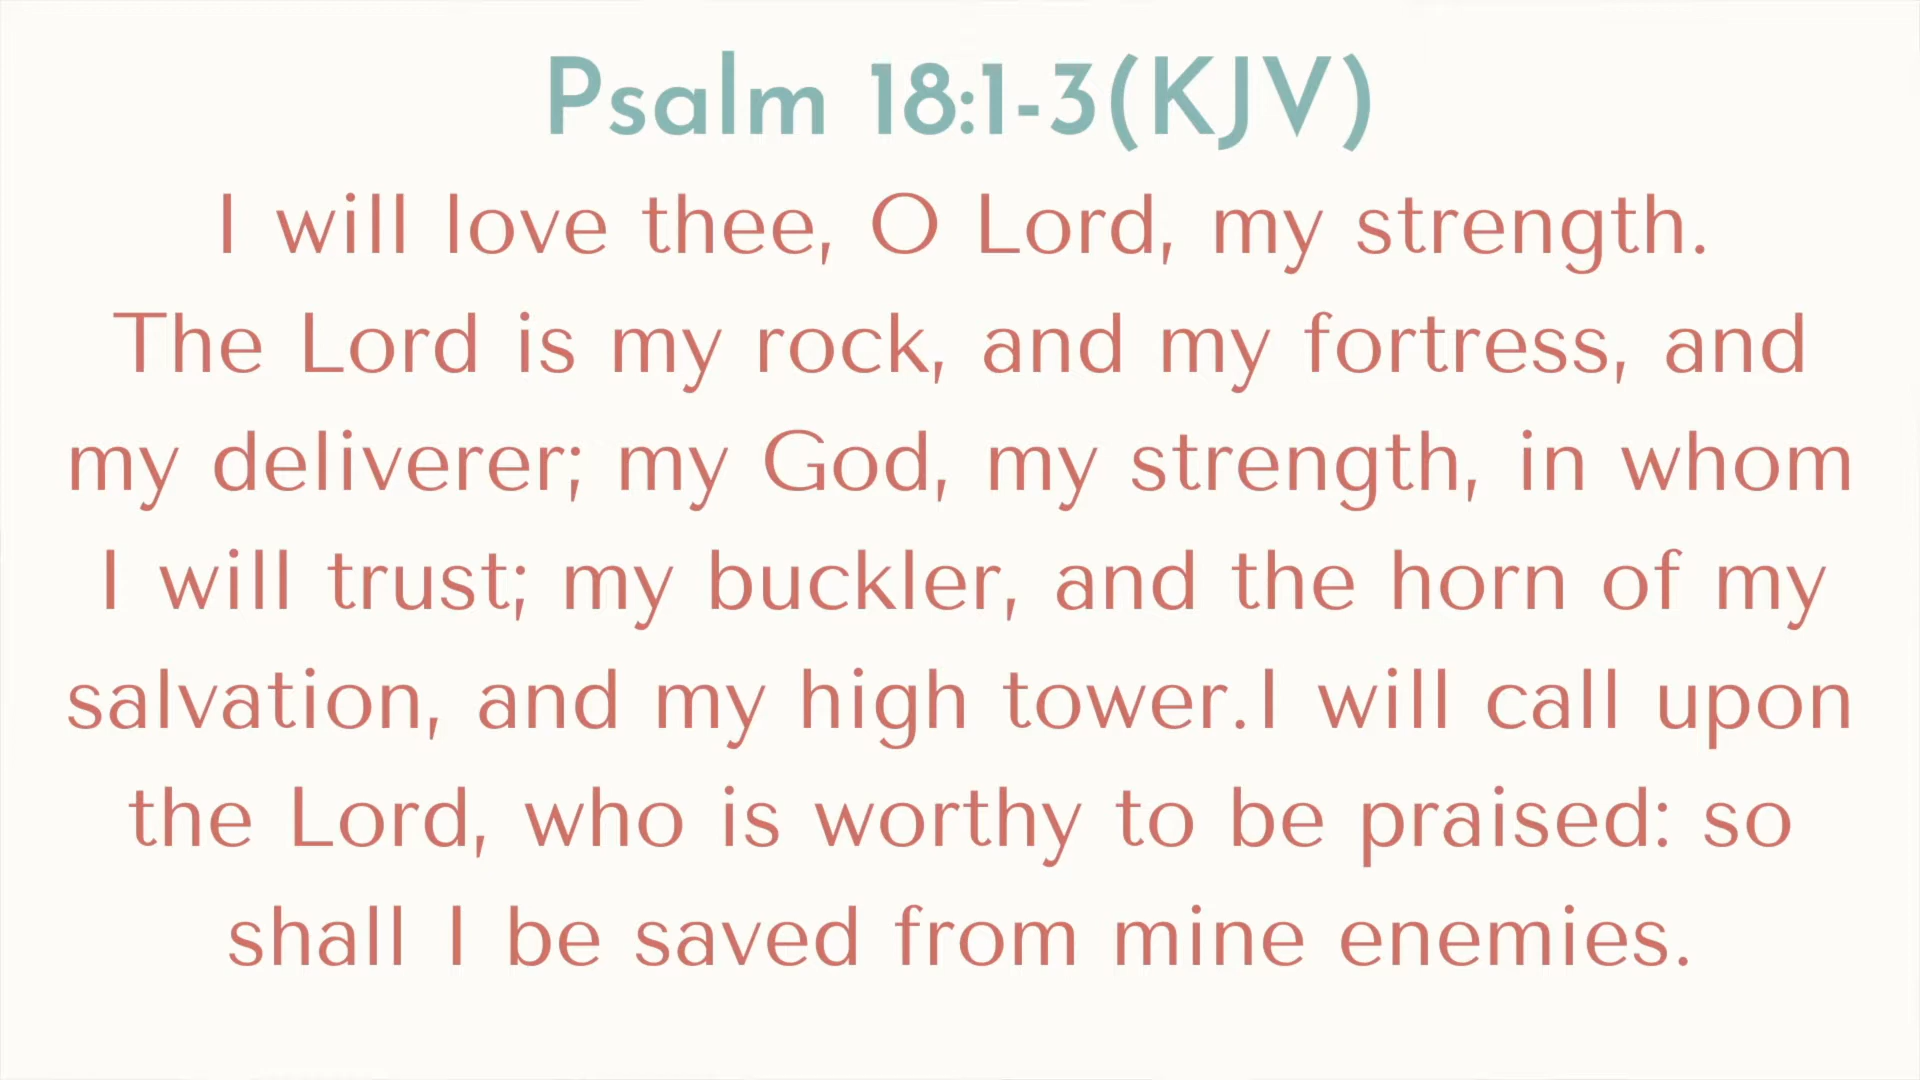 Psalm 18:1-3(KJV)
I will love thee, O Lord, my strength.
The Lord is my rock, and my fortress, and
my deliverer; my God, my strength, in whom
I will trust; my buckler, and the horn of my
salvation, and my high tower.I will call upon
the Lord, who is worthy to be praised: so
shall I be saved from mine enemies.